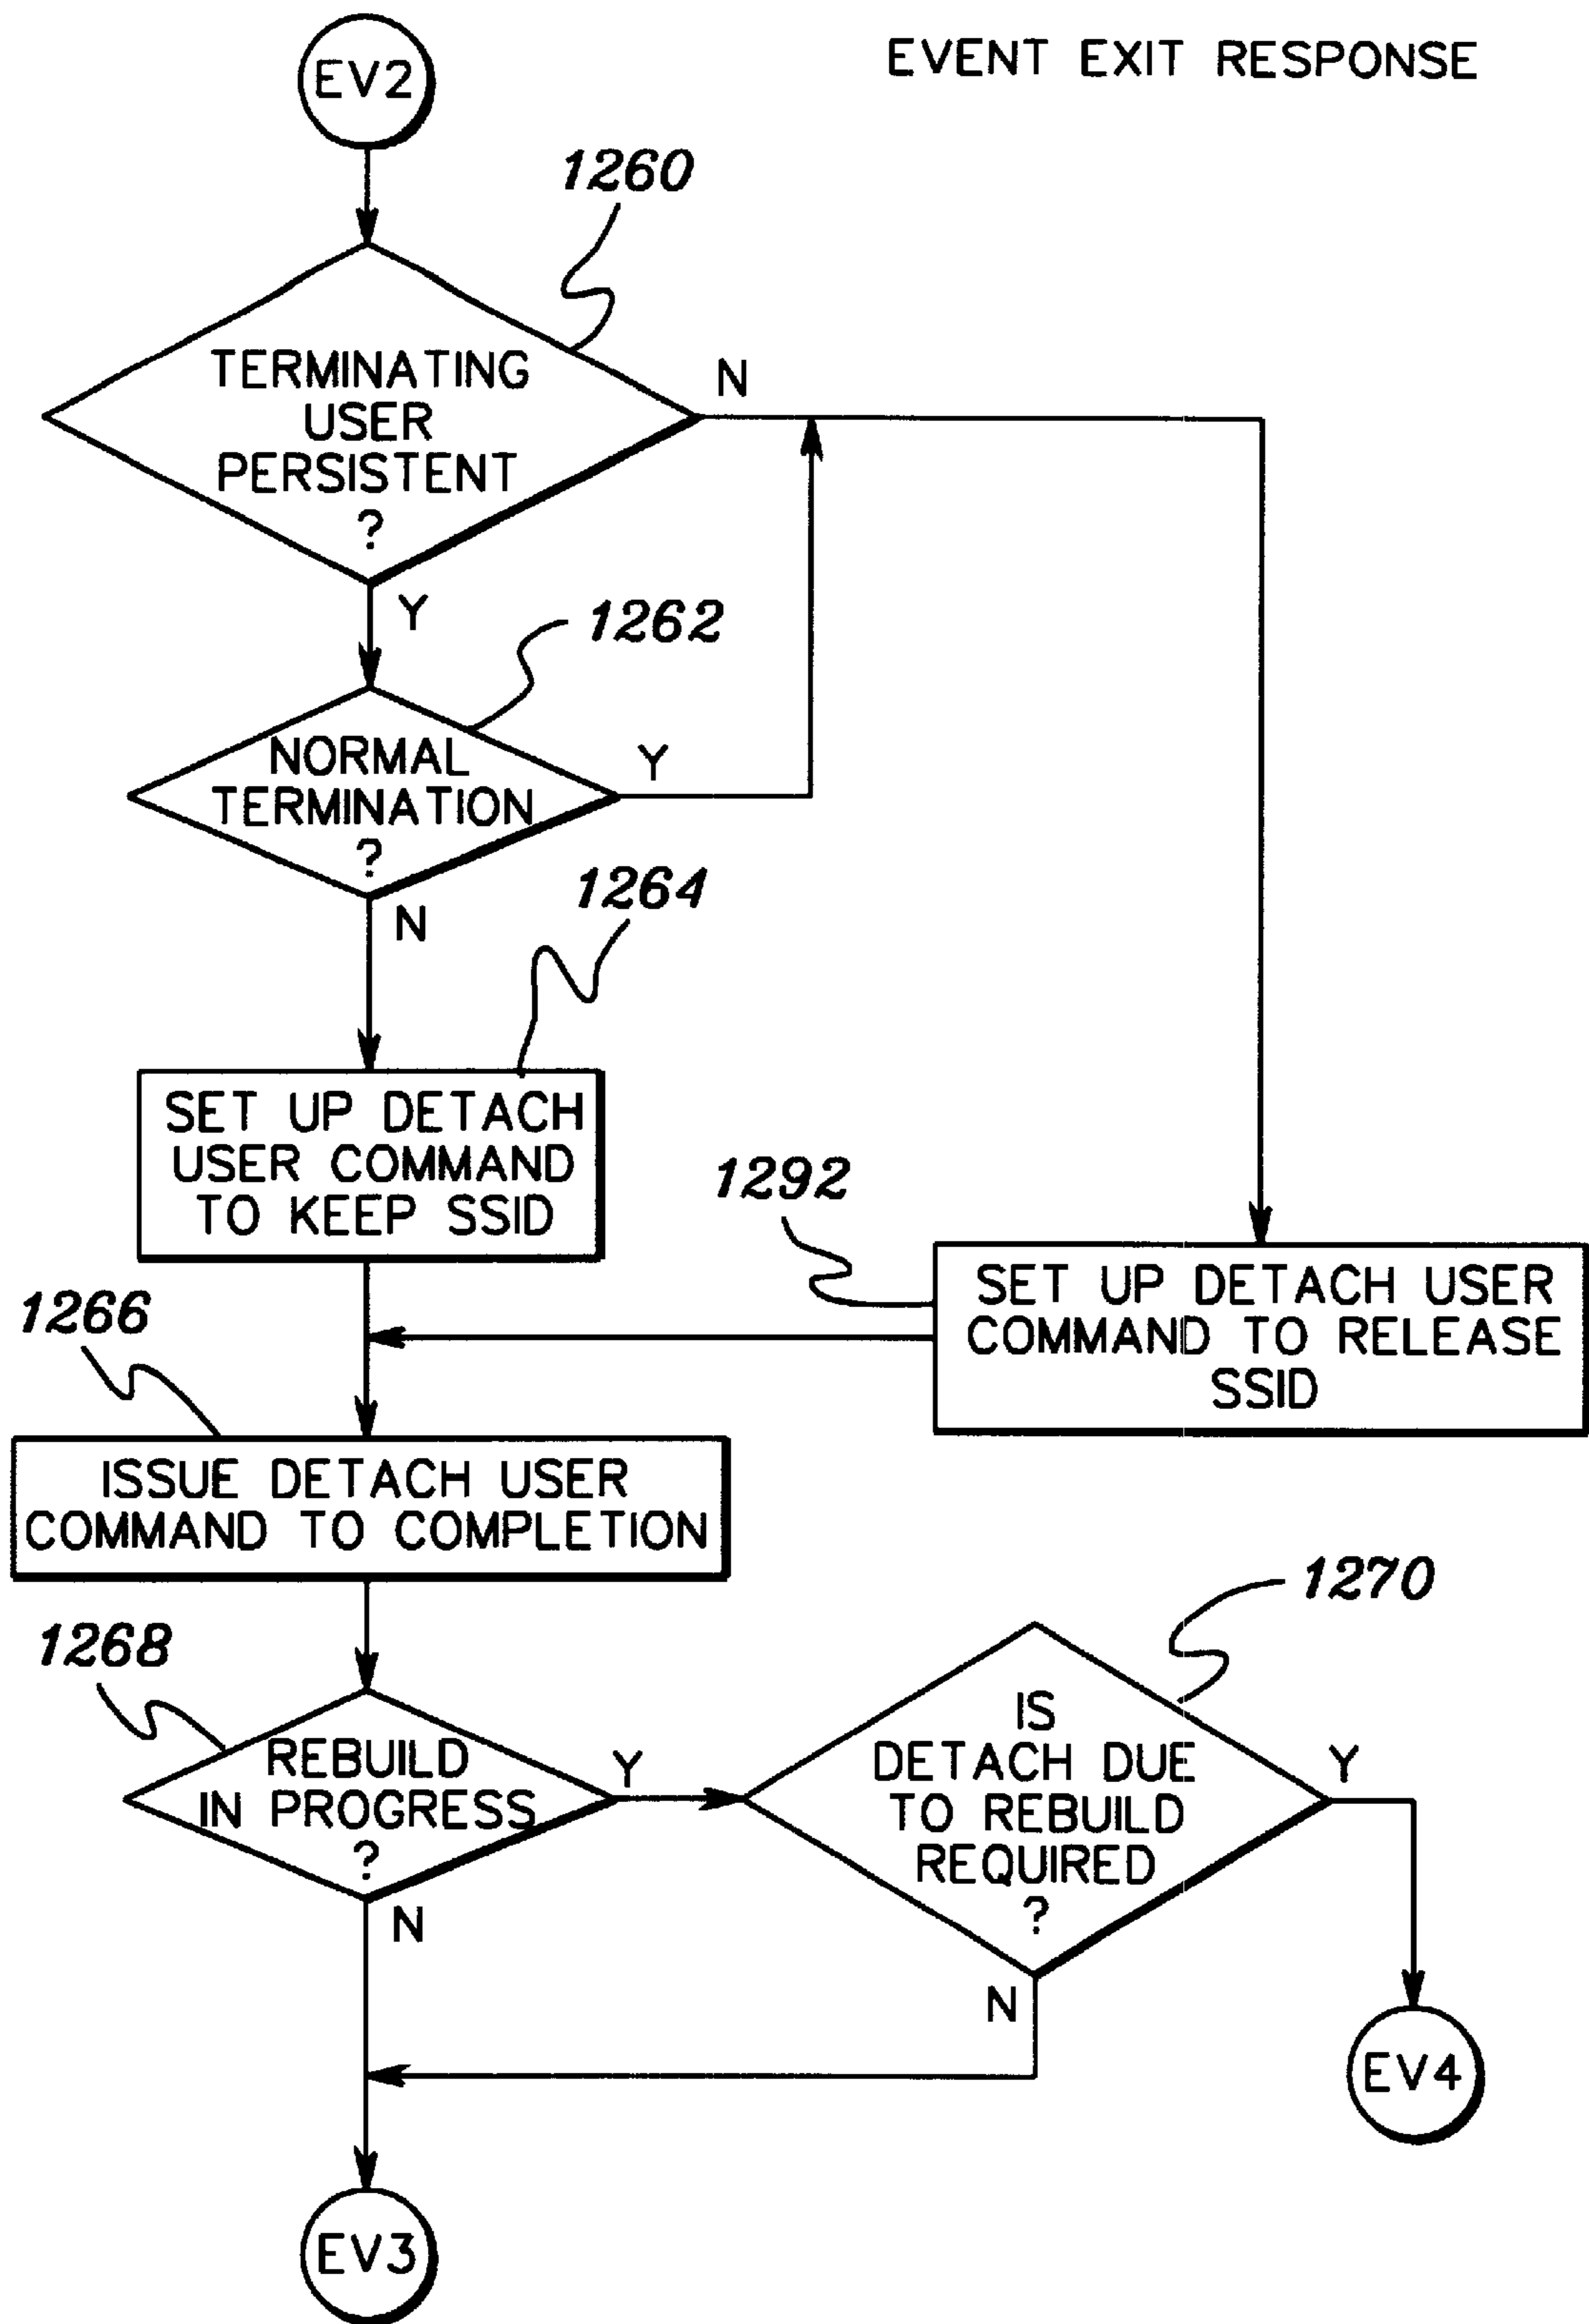 EVENT EXIT RESPONSE
EV2
1260
TERMINATING
USER
PERSISTENT
?
N
Y
1262
NORMAL
TERMINATION
?
Y
N
1264
SET UP DETACH
USER COMMAND
TO KEEP SSID
1292
SET UP DETACH USER
COMMAND TO RELEASE
SSID
1266
ISSUE DETACH USER
COMMAND TO COMPLETION
1268
REBUILD
IN PROGRESS
?
Y
N
1270
IS
DETACH DUE
TO REBUILD
REQUIRED
?
Y
N
EV4
EV3